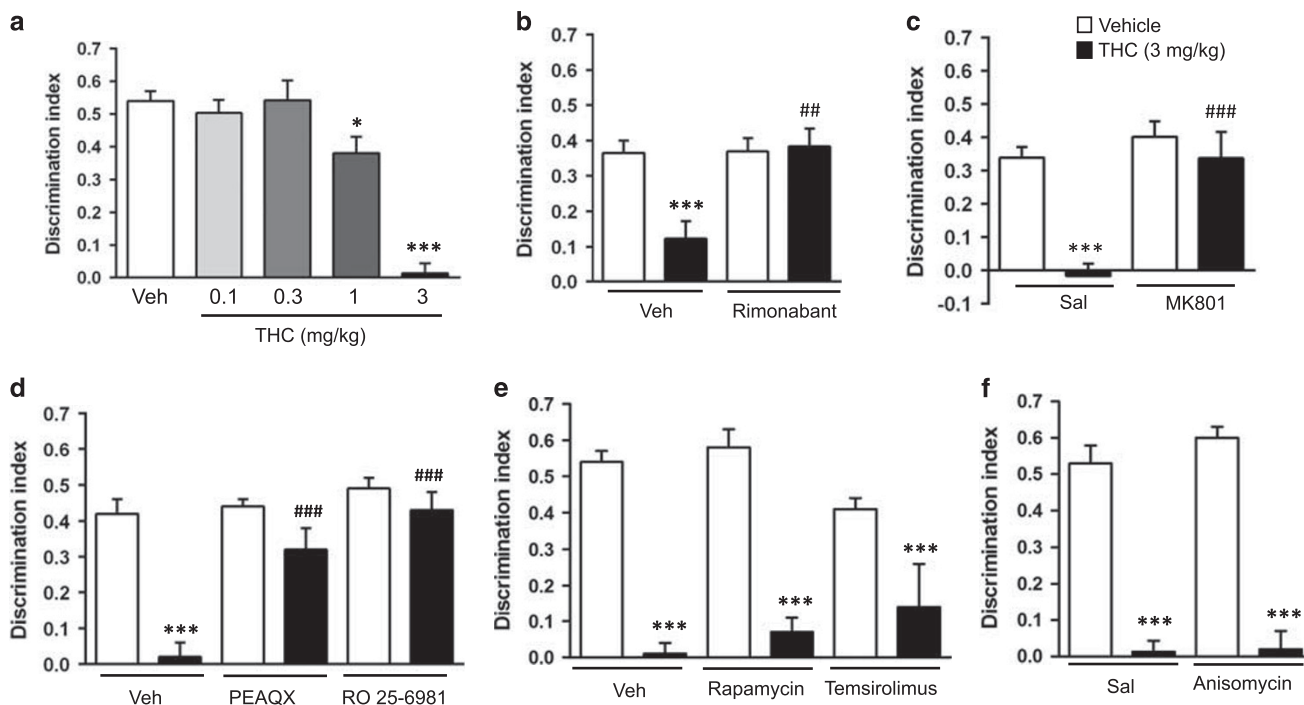 a
0.7
0.6
0.5
0.4
0.3
0.2
0.1
0.0
Discrimination index
*
***
Veh
0.1
0.3
1
3
THC (mg/kg)
b
0.7
0.6
0.5
0.4
0.3
0.2
0.1
0.0
Discrimination index
***
##
Veh
Rimonabant
c
Vehicle
THC (3 mg/kg)
0.7
0.6
0.5
0.4
0.3
0.2
0.1
0.0
-0.1
Discrimination index
***
###
Sal
MK801
d
0.7
0.6
0.5
0.4
0.3
0.2
0.1
0.0
Discrimination index
***
###
###
Veh
PEAQX
RO 25-6981
e
0.7
0.6
0.5
0.4
0.3
0.2
0.1
0.0
Discrimination index
***
***
***
Veh
Rapamycin
Temsirolimus
f
0.7
0.6
0.5
0.4
0.3
0.2
0.1
0.0
Discrimination index
***
***
Sal
Anisomycin